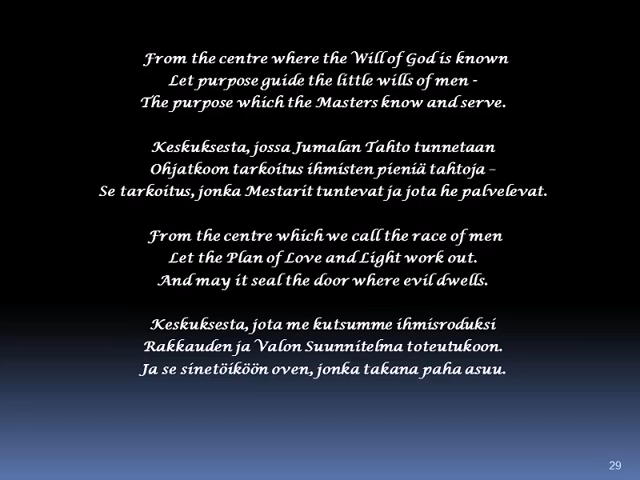 From the centre where the Will of God is known
Let purpose guide the little wills of men -
The purpose which the Masters know and serve.
Keskuksesta, jossa Jumalan Tahto tunnetaan
Ohjatkoon tarkoitus ihmisten pieniä tahtoja –
Se tarkoitus, jonka Mestarit tuntevat ja jota he palvelevat.
From the centre which we call the race of men
Let the Plan of Love and Light work out.
And may it seal the door where evil dwells.
Keskuksesta, jota me kutsumme ihmisroduksi
Rakkauden ja Valon Suunnitelma toteutukoon.
Ja se sinetöiköön oven, jonka takana paha asuu.
29